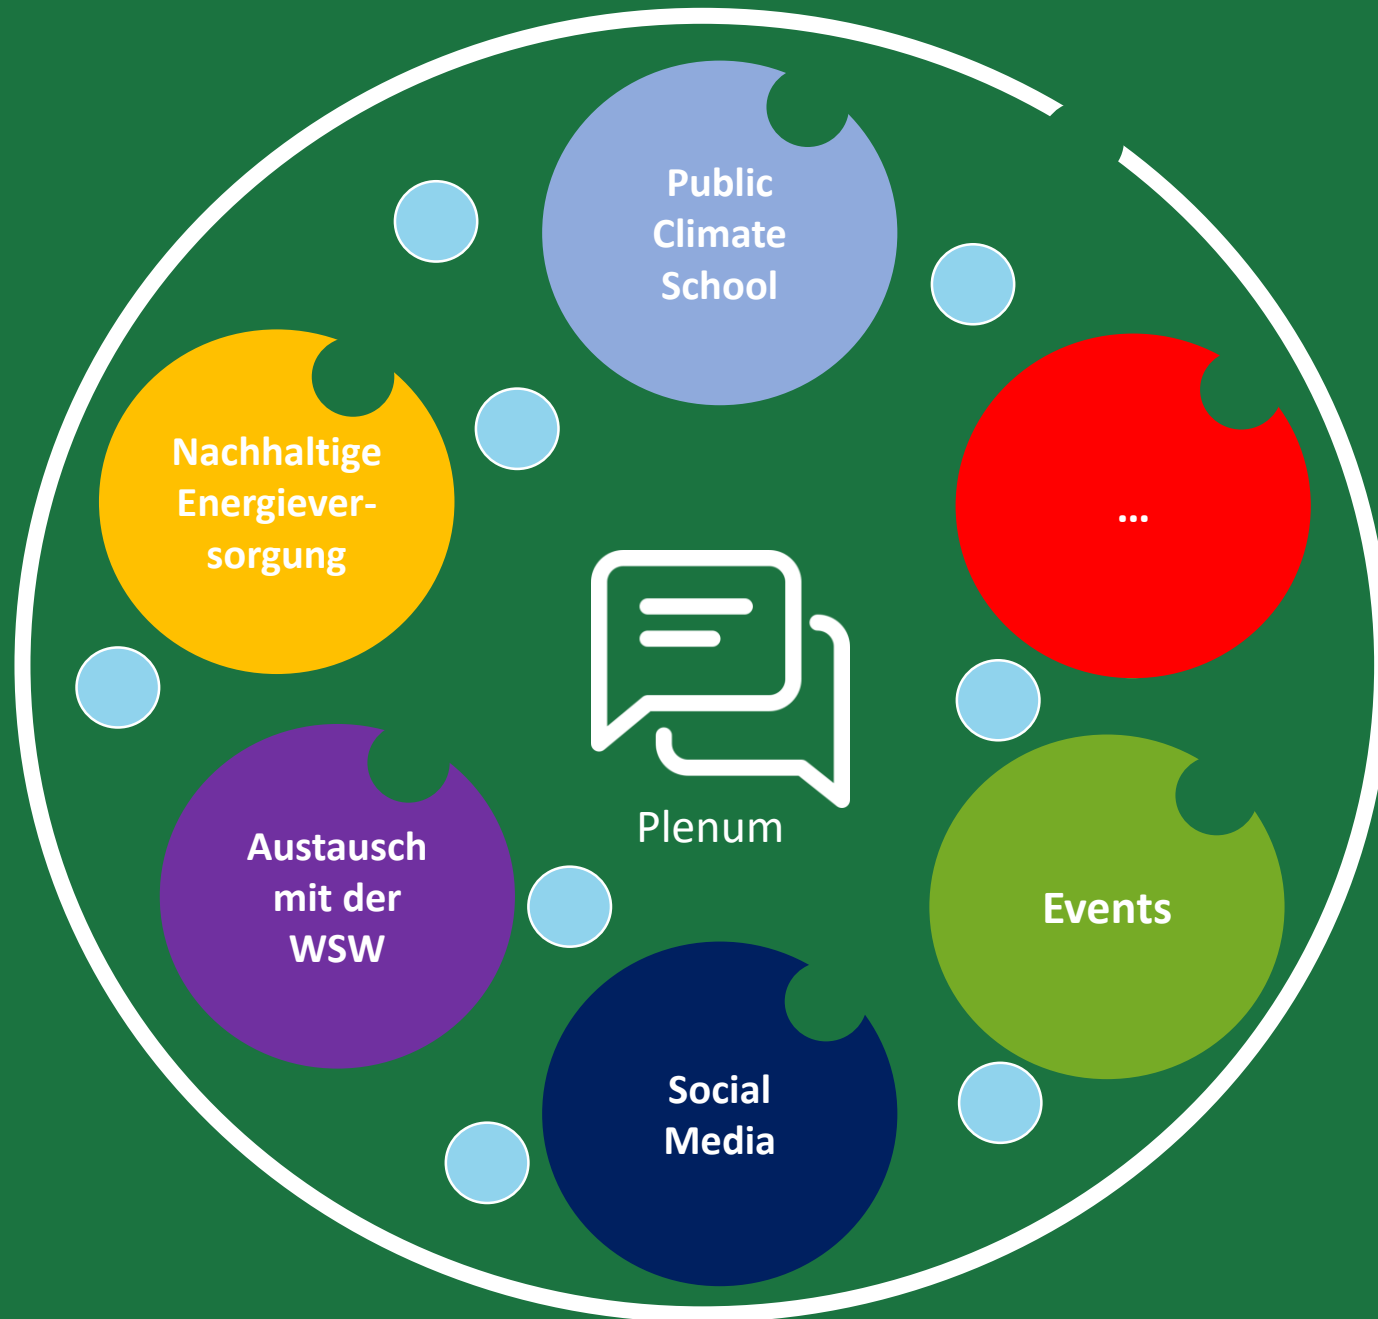 Public
Climate
School
Nachhaltige
Energiever-
sorgung
...
Plenum
Austausch
mit der
WSW
Events
Social
Media